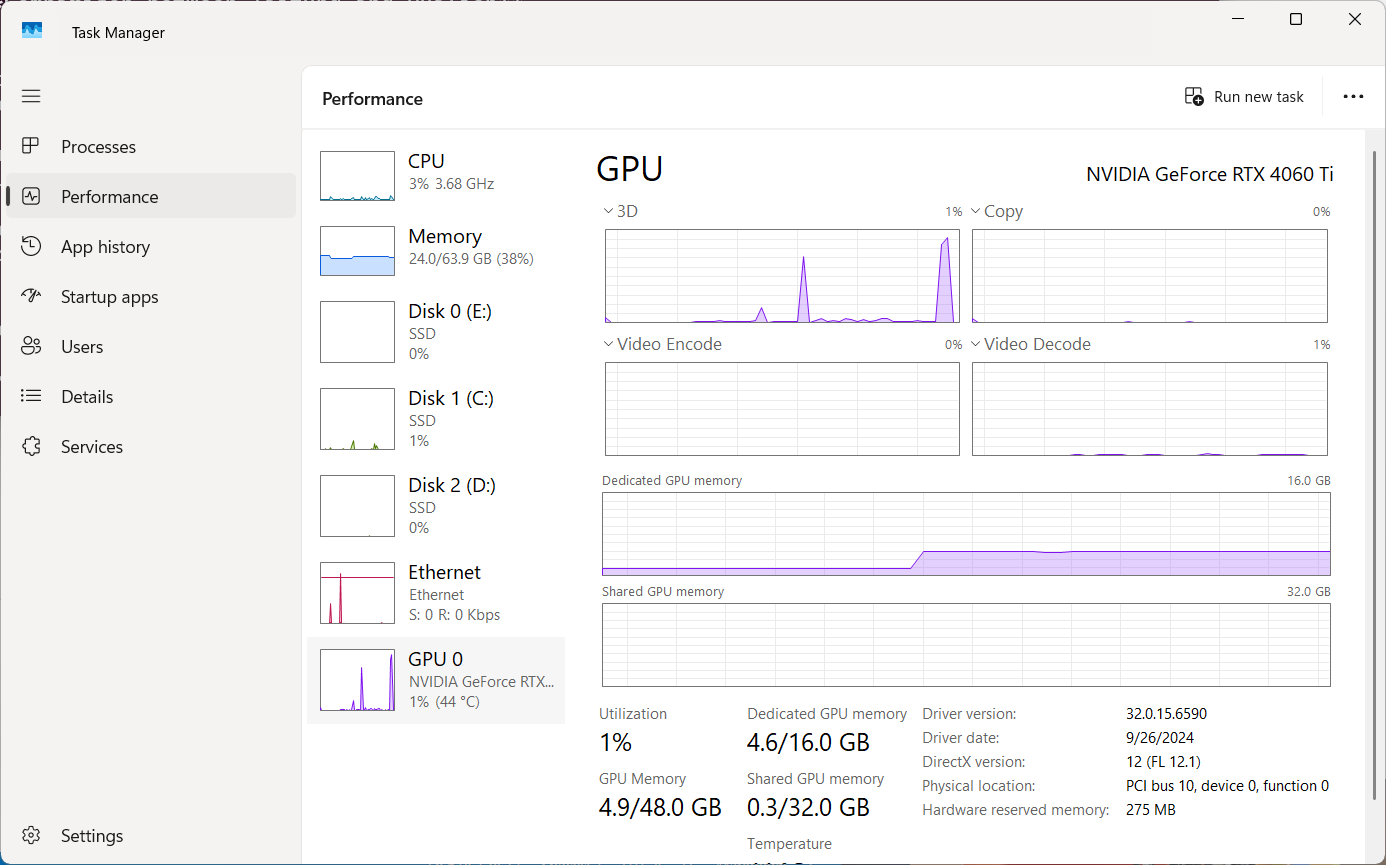 Task Manager
Performance
Run new task
Processes
Performance
App history
Startup apps
Users
Details
Services
Settings
CPU
3% 3.68 GHz
Memory
24.0/63.9 GB (38%)
Disk 0 (E:)
SSD
0%
Disk 1 (C:)
SSD
1%
Disk 2 (D:)
SSD
0%
Ethernet
Ethernet
S: 0 R: 0 Kbps
GPU 0
NVIDIA GeForce RTX...
1% (44 °C)
GPU
NVIDIA GeForce RTX 4060 Ti
3D 1%
Copy 0%
Video Encode 0%
Video Decode 1%
Dedicated GPU memory 16.0 GB
Shared GPU memory 32.0 GB
Utilization
1%
Dedicated GPU memory
4.6/16.0 GB
GPU Memory
4.9/48.0 GB
Shared GPU memory
0.3/32.0 GB
Temperature
Driver version: 32.0.15.6590
Driver date: 9/26/2024
DirectX version: 12 (FL 12.1)
Physical location: PCI bus 10, device 0, function 0
Hardware reserved memory: 275 MB